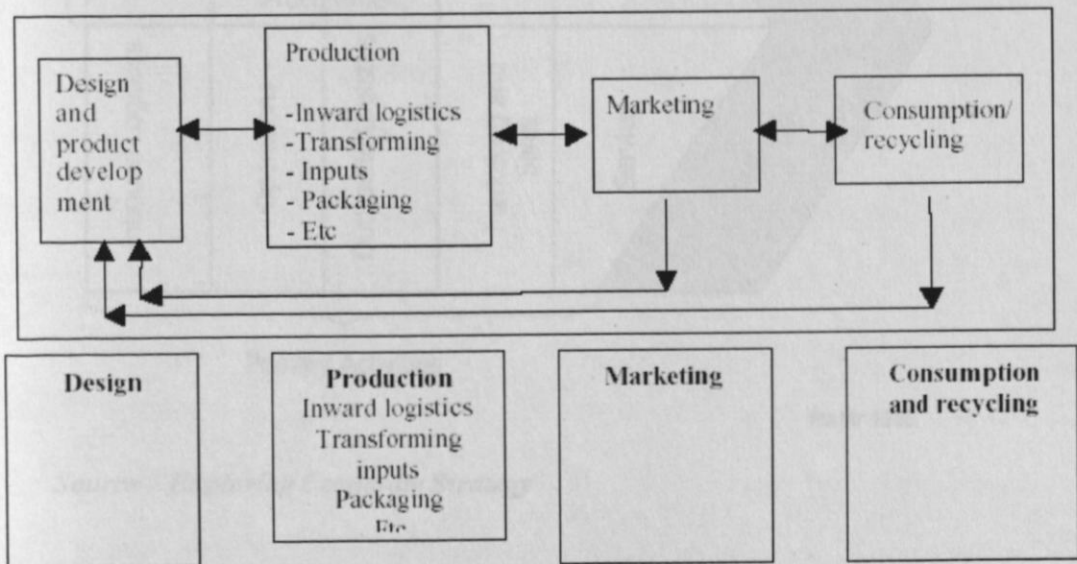 Design
and
product
develop
ment
Production
-Inward logistics
-Transforming
- Inputs
- Packaging
- Etc
Marketing
Consumption/
recycling
Design
Production
Inward logistics
Transforming
inputs
Packaging
Etc
Marketing
Consumption
and recycling